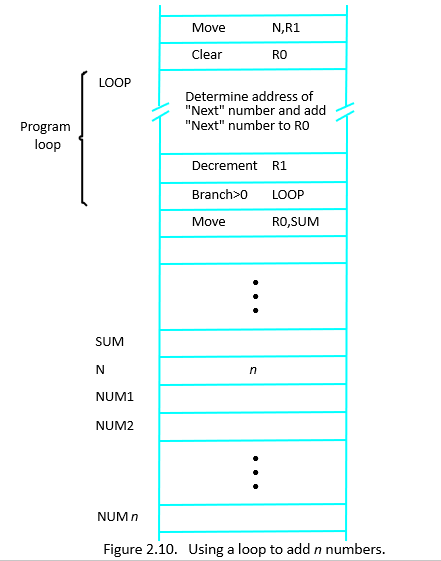 Move N,R1
Clear R0
LOOP
Determine address of
"Next" number and add
"Next" number to R0
Program
loop
Decrement R1
Branch>0 LOOP
Move R0,SUM
SUM
N n
NUM1
NUM2
NUM n
Figure 2.10. Using a loop to add n numbers.